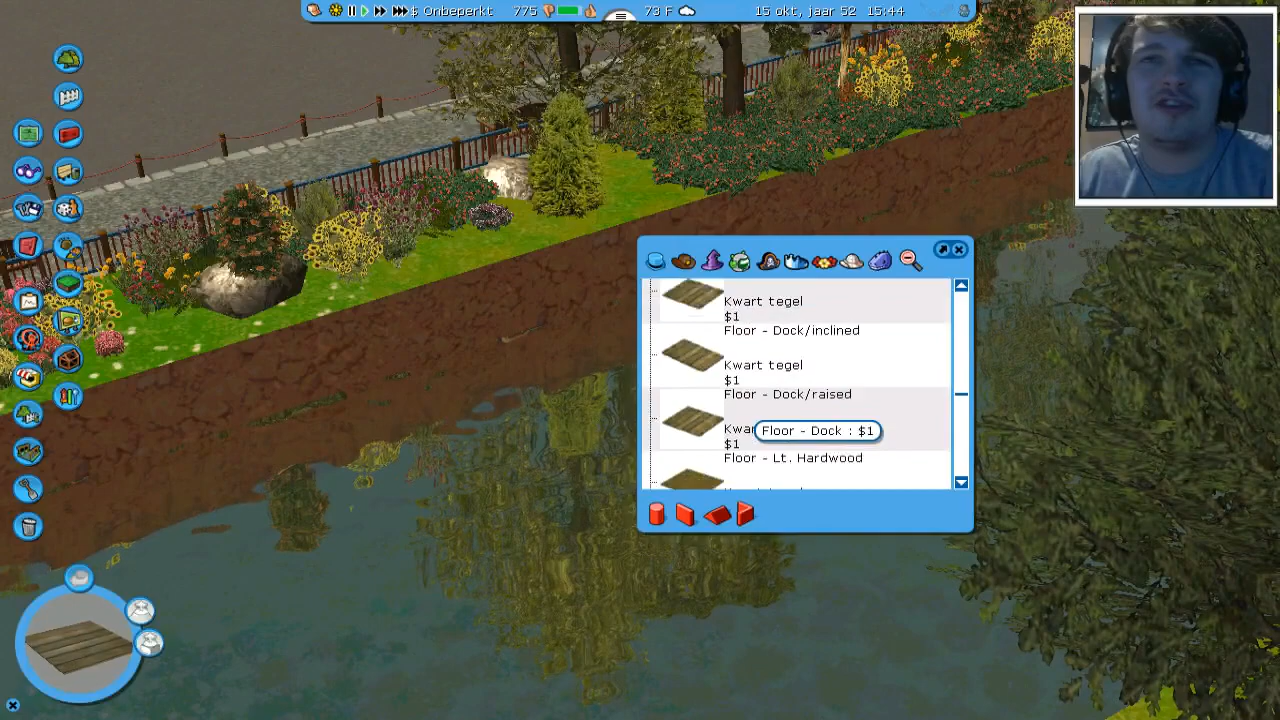 $ Onbeperkt 775 73 F 15 okt, jaar 52 15:44
Kwart tegel
$1
Floor - Dock/inclined
Kwart tegel
$1
Floor - Dock/raised
Kwar
Floor - Dock : $1
$1
Floor - Lt. Hardwood